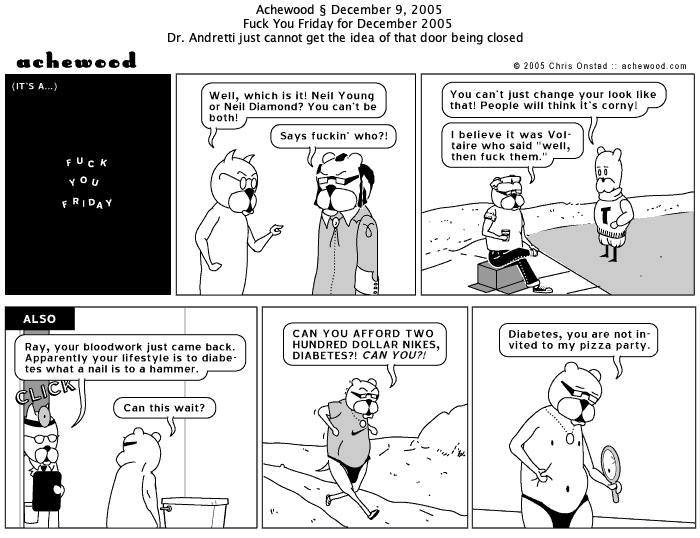 Achewood § December 9, 2005
Fuck You Friday for December 2005
Dr. Andretti just cannot get the idea of that door being closed
achewood
© 2005 Chris Onstad :: achewood.com
(IT'S A...)
FUCK
YOU
FRIDAY
Well, which is it! Neil Young
or Neil Diamond? You can't be
both!
Says fuckin' who?!
You can't just change your look like
that! People will think it's corny!
I believe it was Vol-
taire who said "well,
then fuck them."
T
ALSO
Ray, your bloodwork just came back.
Apparently your lifestyle is to diabe-
tes what a nail is to a hammer.
CLICK
Can this wait?
CAN YOU AFFORD TWO
HUNDRED DOLLAR NIKES,
DIABETES?! CAN YOU?!
Diabetes, you are not in-
vited to my pizza party.